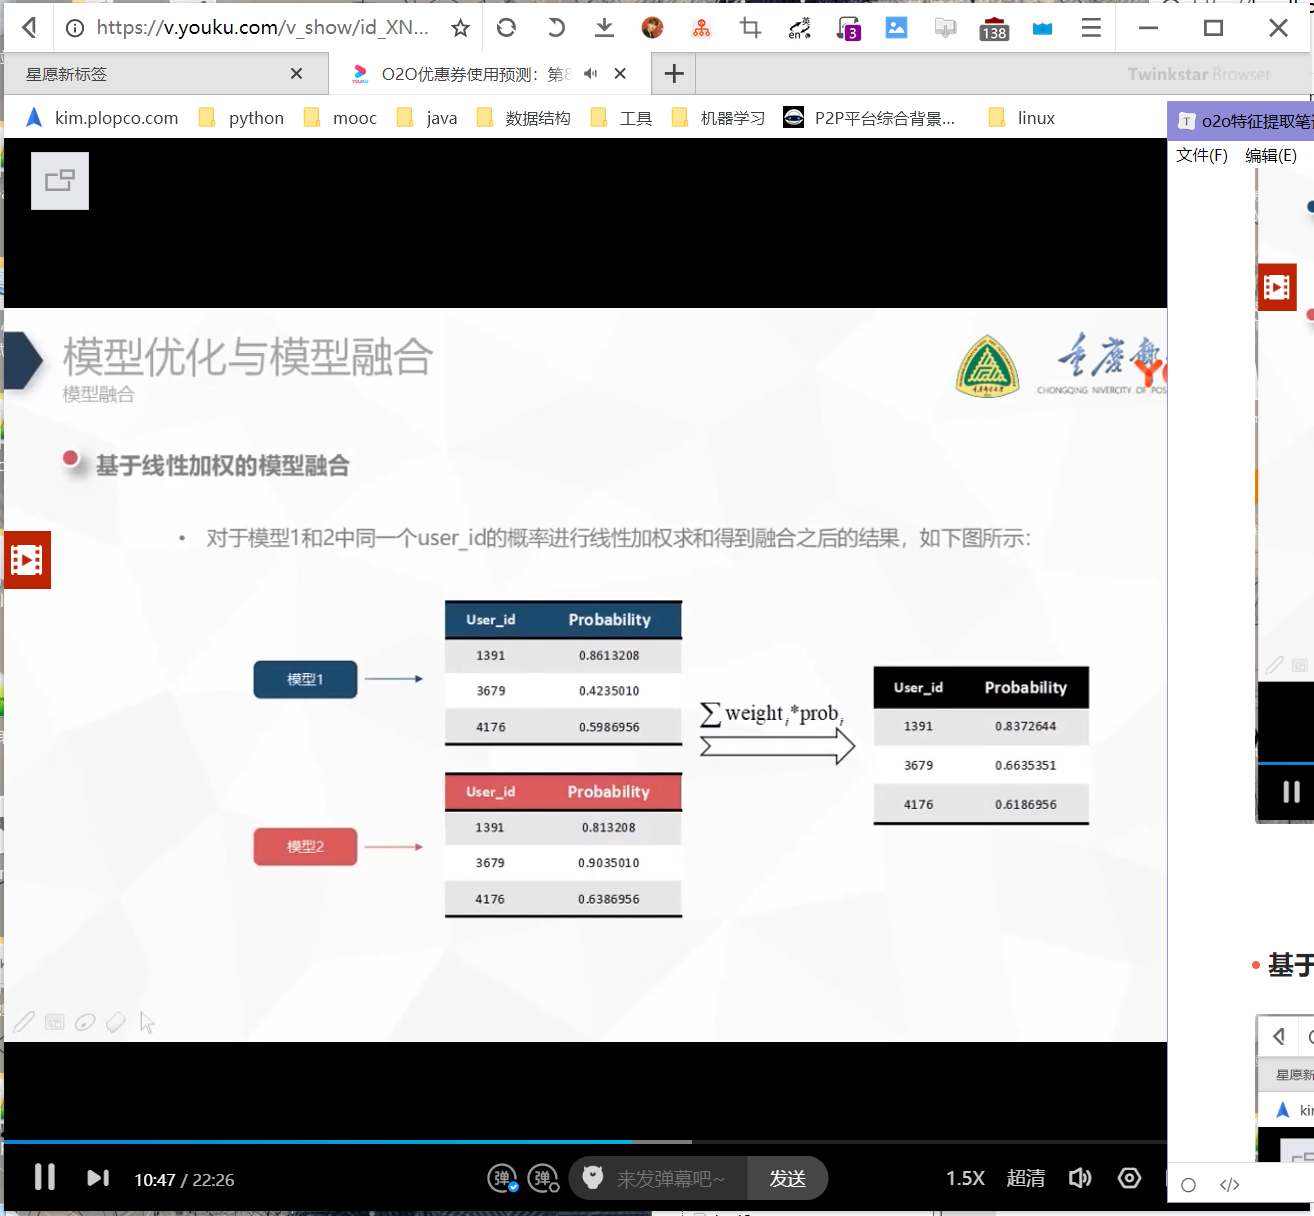 https://v.youku.com/v_show/id_XN...
英
en
3
138
星愿新标签
O2O优惠券使用预测：第8
Twinkstar Browser
kim.plopco.com
python
mooc
java
数据结构
工具
机器学习
P2P平台综合背景...
linux
o2o特征提取笔
文件(F) 编辑(E)
模型优化与模型融合
模型融合
CHONGQING NIVERCITY OF POS
基于线性加权的模型融合
• 对于模型1和2中同一个user_id的概率进行线性加权求和得到融合之后的结果，如下图所示：
模型1
User_id Probability
1391 0.8613208
3679 0.4235010
4176 0.5986956
模型2
User_id Probability
1391 0.813208
3679 0.9035010
4176 0.6386956
∑weight i *prob i
User_id Probability
1391 0.8372644
3679 0.6635351
4176 0.6186956
基于
星愿新
kin
10:47 / 22:26
弹
弹
来发弹幕吧~
发送
1.5X
超清
</>